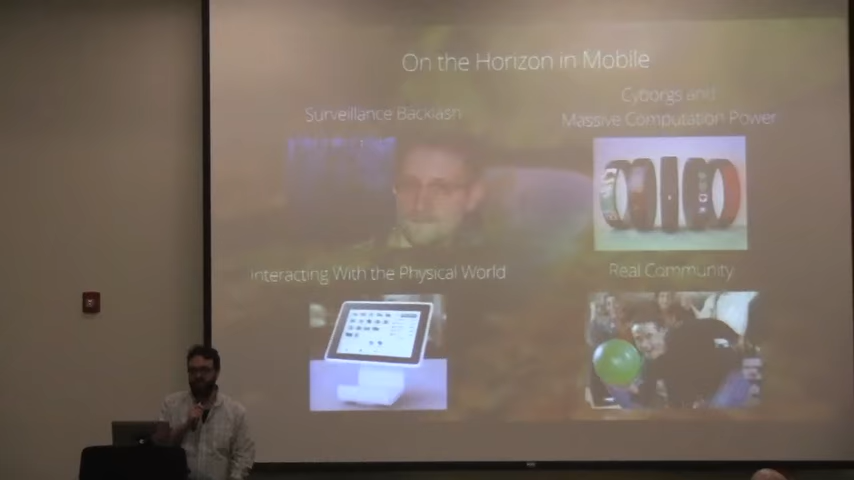 On the Horizon in Mobile
Surveillance Backlash
Cyborgs and
Massive Computation Power
Interacting With the Physical World
Real Community